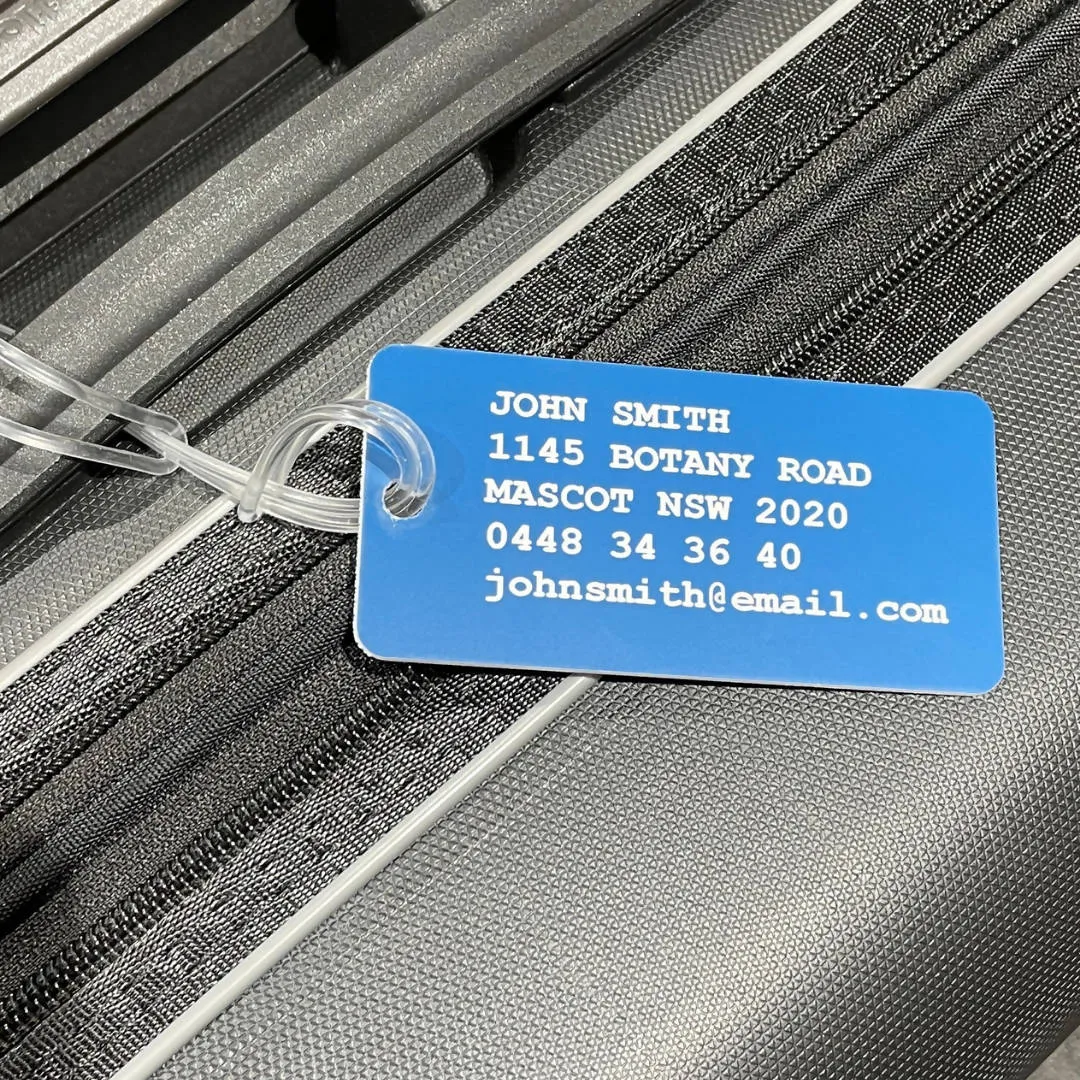 JOHN SMITH
1145 BOTANY ROAD
MASCOT NSW 2020
0448 34 36 40
johnsmith@email.com